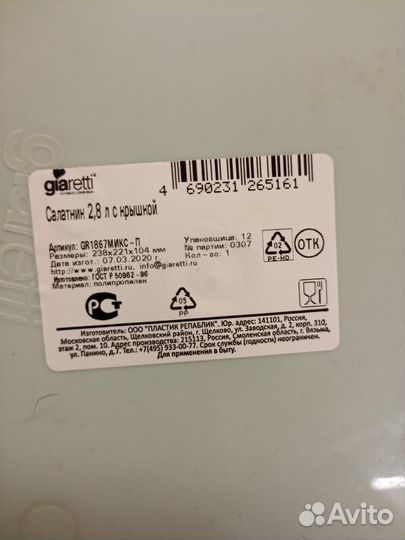 giaretti
4 690231 265161
Салатник 2,8 л с крышкой
Артикул: GR1867МИКС-П
Размеры: 238x221x104 мм
Дата изгот.: 07.03.2020 г.
http://www.giaretti.ru, info@giaretti.ru
Изготовлено: ГОСТ Р 50962-96
Материал: полипропилен
Упаковщица: 12
№ партии: 0307
Кол-во: 1
02
PE-HD
ОТК
РСТ
05
PP
Изготовитель: ООО "ПЛАСТИК РЕПАБЛИК". Юр. адрес: 141101, Россия,
Московская область, Щелковский район, г. Щелково, ул. Заводская, д. 2, корп. 310,
этаж 2, пом. 10. Адрес производства: 215113, Россия, Смоленская область, г. Вязьма,
ул. Панино, д.7. Тел.: +7(495) 933-00-77. Срок службы (годности) неограничен.
Для применения в быту.
giaretti
Avito